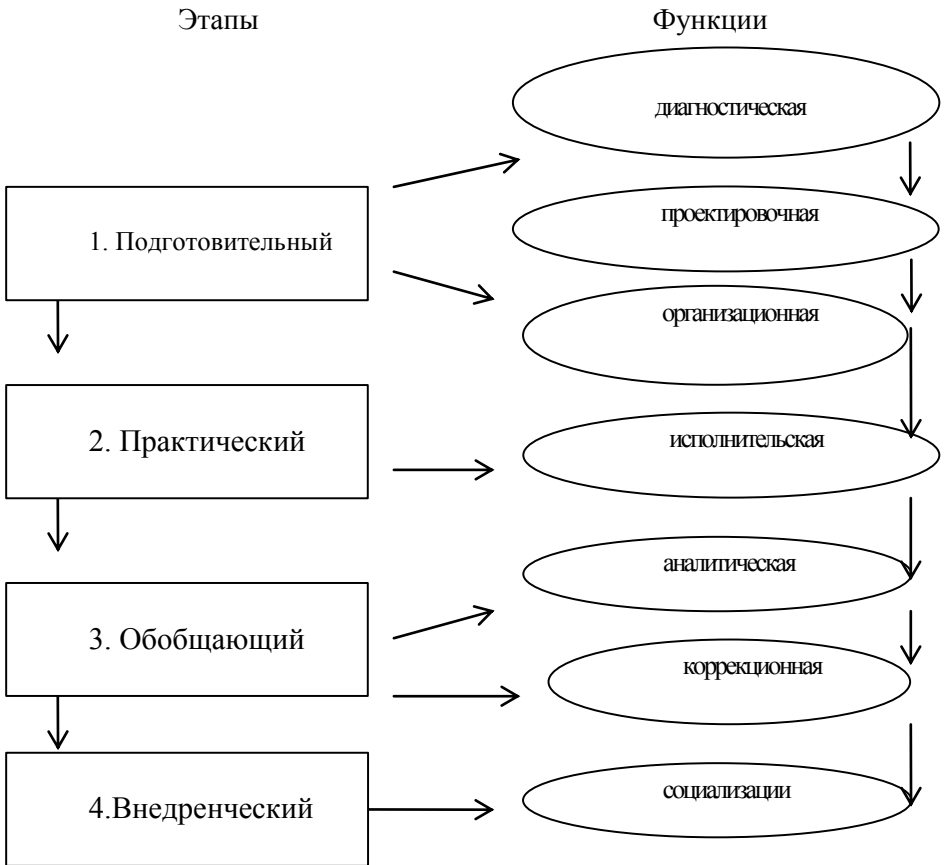 Этапы
Функции
диагностическая
1. Подготовительный
проектировочная
организационная
2. Практический
исполнительская
3. Обобщающий
аналитическая
коррекционная
4.Внедренческий
социализации